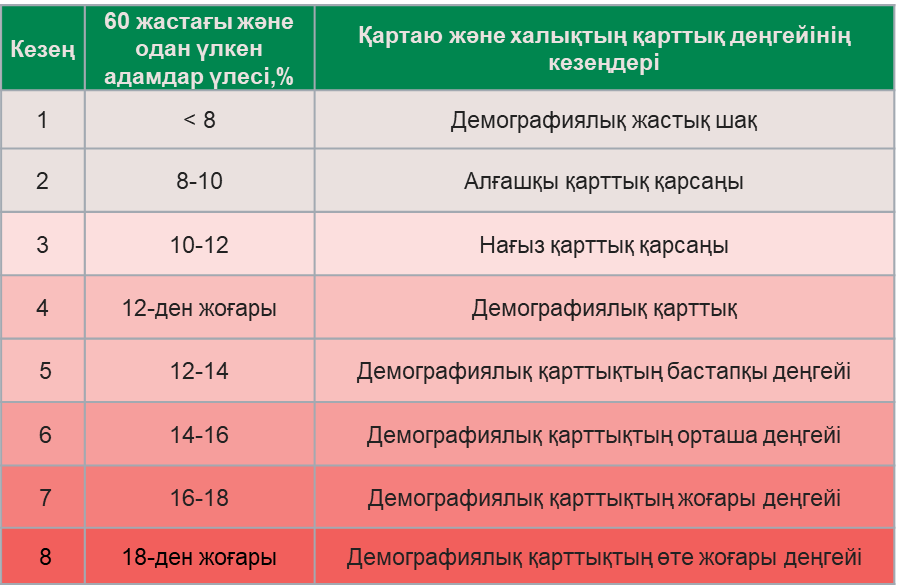 Кезең
60 жастағы және
одан үлкен
адамдар үлесі,%
Қартаю және халықтың қарттық деңгейінің
кезеңдері
1
< 8
Демографиялық жастық шақ
2
8-10
Алғашқы қарттық қарсаңы
3
10-12
Нағыз қарттық қарсаңы
4
12-ден жоғары
Демографиялық қарттық
5
12-14
Демографиялық қарттықтың бастапқы деңгейі
6
14-16
Демографиялық қарттықтың орташа деңгейі
7
16-18
Демографиялық қарттықтың жоғары деңгейі
8
18-ден жоғары
Демографиялық қарттықтың өте жоғары деңгейі